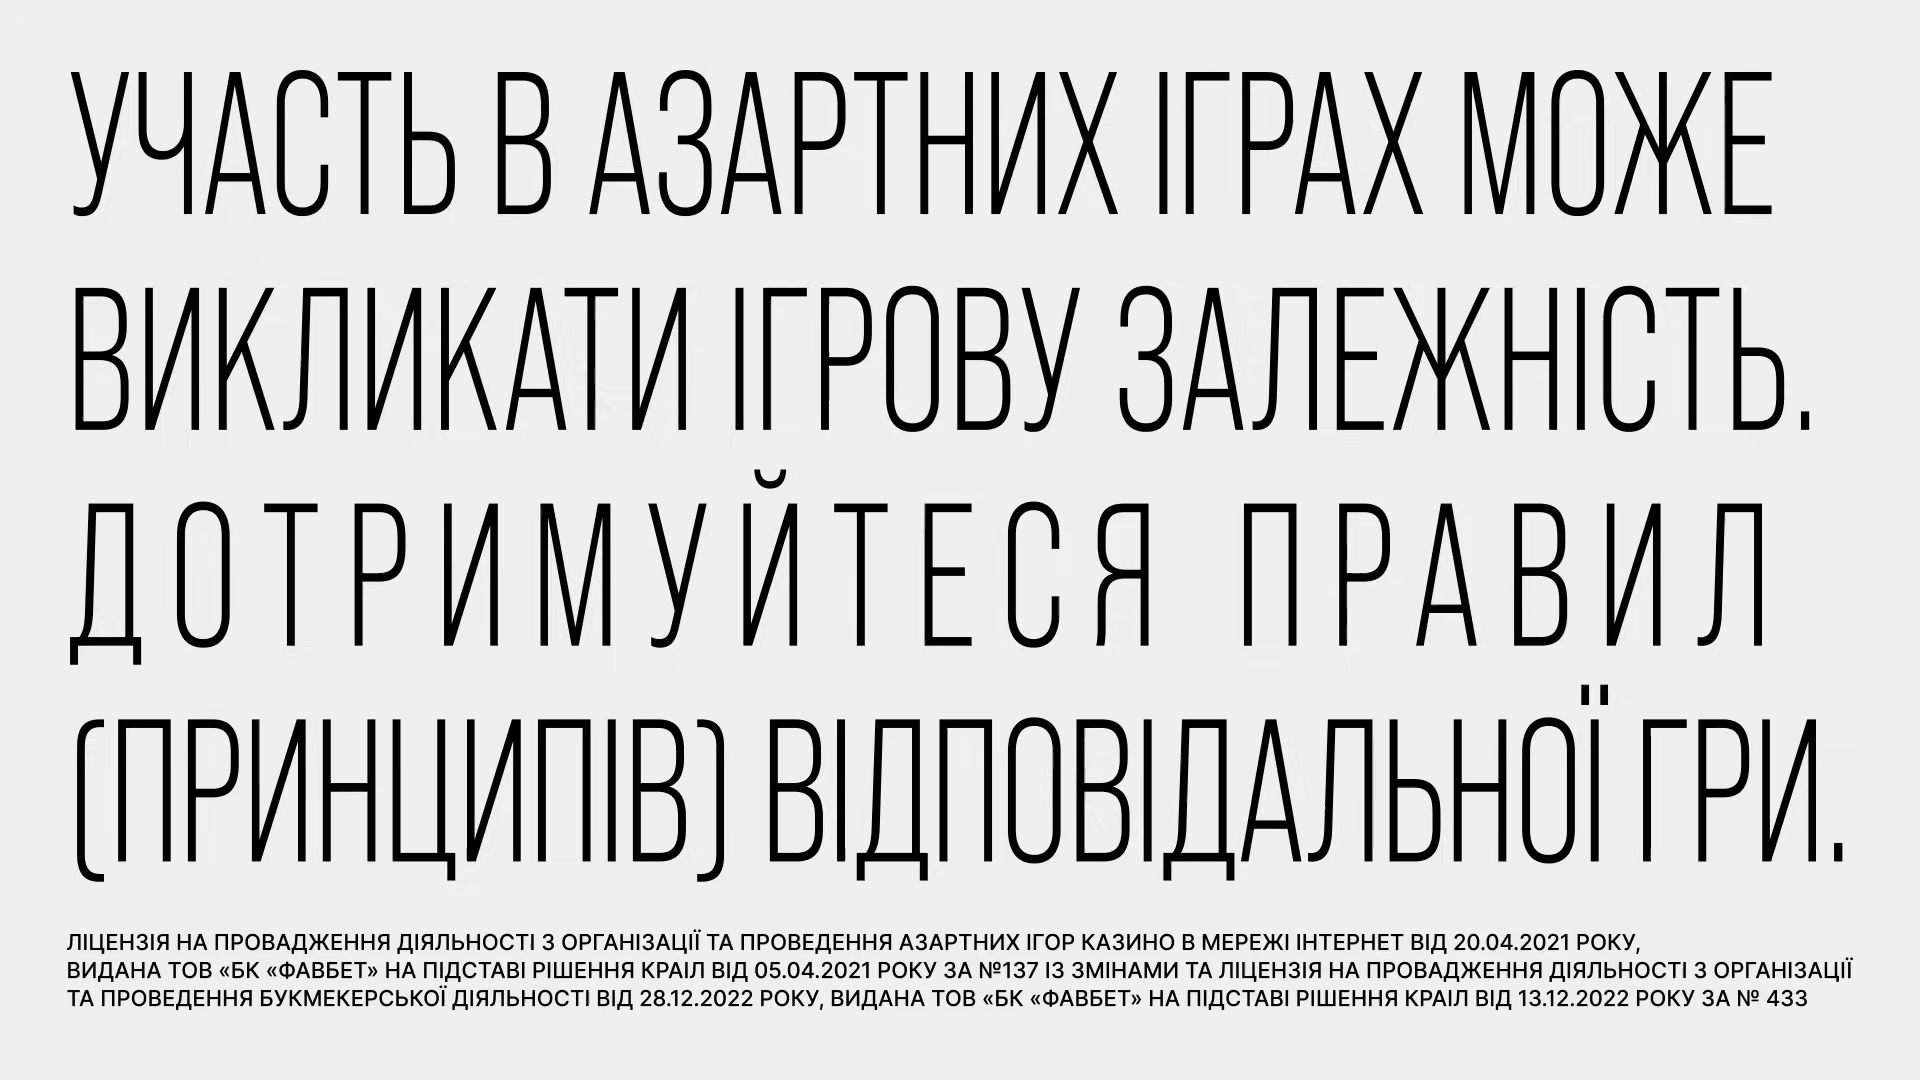 УЧАСТЬ В АЗАРТНИХ ІГРАХ МОЖЕ
ВИКЛИКАТИ ІГРОВУ ЗАЛЕЖНІСТЬ.
ДОТРИМУЙТЕСЯ ПРАВИЛ
(ПРИНЦИПІВ) ВІДПОВІДАЛЬНОЇ ГРИ.
ЛІЦЕНЗІЯ НА ПРОВАДЖЕННЯ ДІЯЛЬНОСТІ З ОРГАНІЗАЦІЇ ТА ПРОВЕДЕННЯ АЗАРТНИХ ІГОР КАЗИНО В МЕРЕЖІ ІНТЕРНЕТ ВІД 20.04.2021 РОКУ,
ВИДАНА ТОВ «БК «ФАВБЕТ» НА ПІДСТАВІ РІШЕННЯ КРАІЛ ВІД 05.04.2021 РОКУ ЗА №137 ІЗ ЗМІНАМИ ТА ЛІЦЕНЗІЯ НА ПРОВАДЖЕННЯ ДІЯЛЬНОСТІ З ОРГАНІЗАЦІЇ
ТА ПРОВЕДЕННЯ БУКМЕКЕРСЬКОЇ ДІЯЛЬНОСТІ ВІД 28.12.2022 РОКУ, ВИДАНА ТОВ «БК «ФАВБЕТ» НА ПІДСТАВІ РІШЕННЯ КРАІЛ ВІД 13.12.2022 РОКУ ЗА № 433